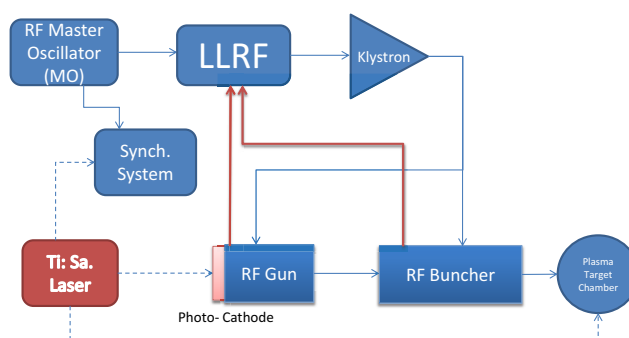 RF Master
Oscillator
(MO)
LLRF
Klystron
Synch.
System
Ti: Sa.
Laser
RF Gun
RF Buncher
Plasma
Target
Chamber
Photo- Cathode